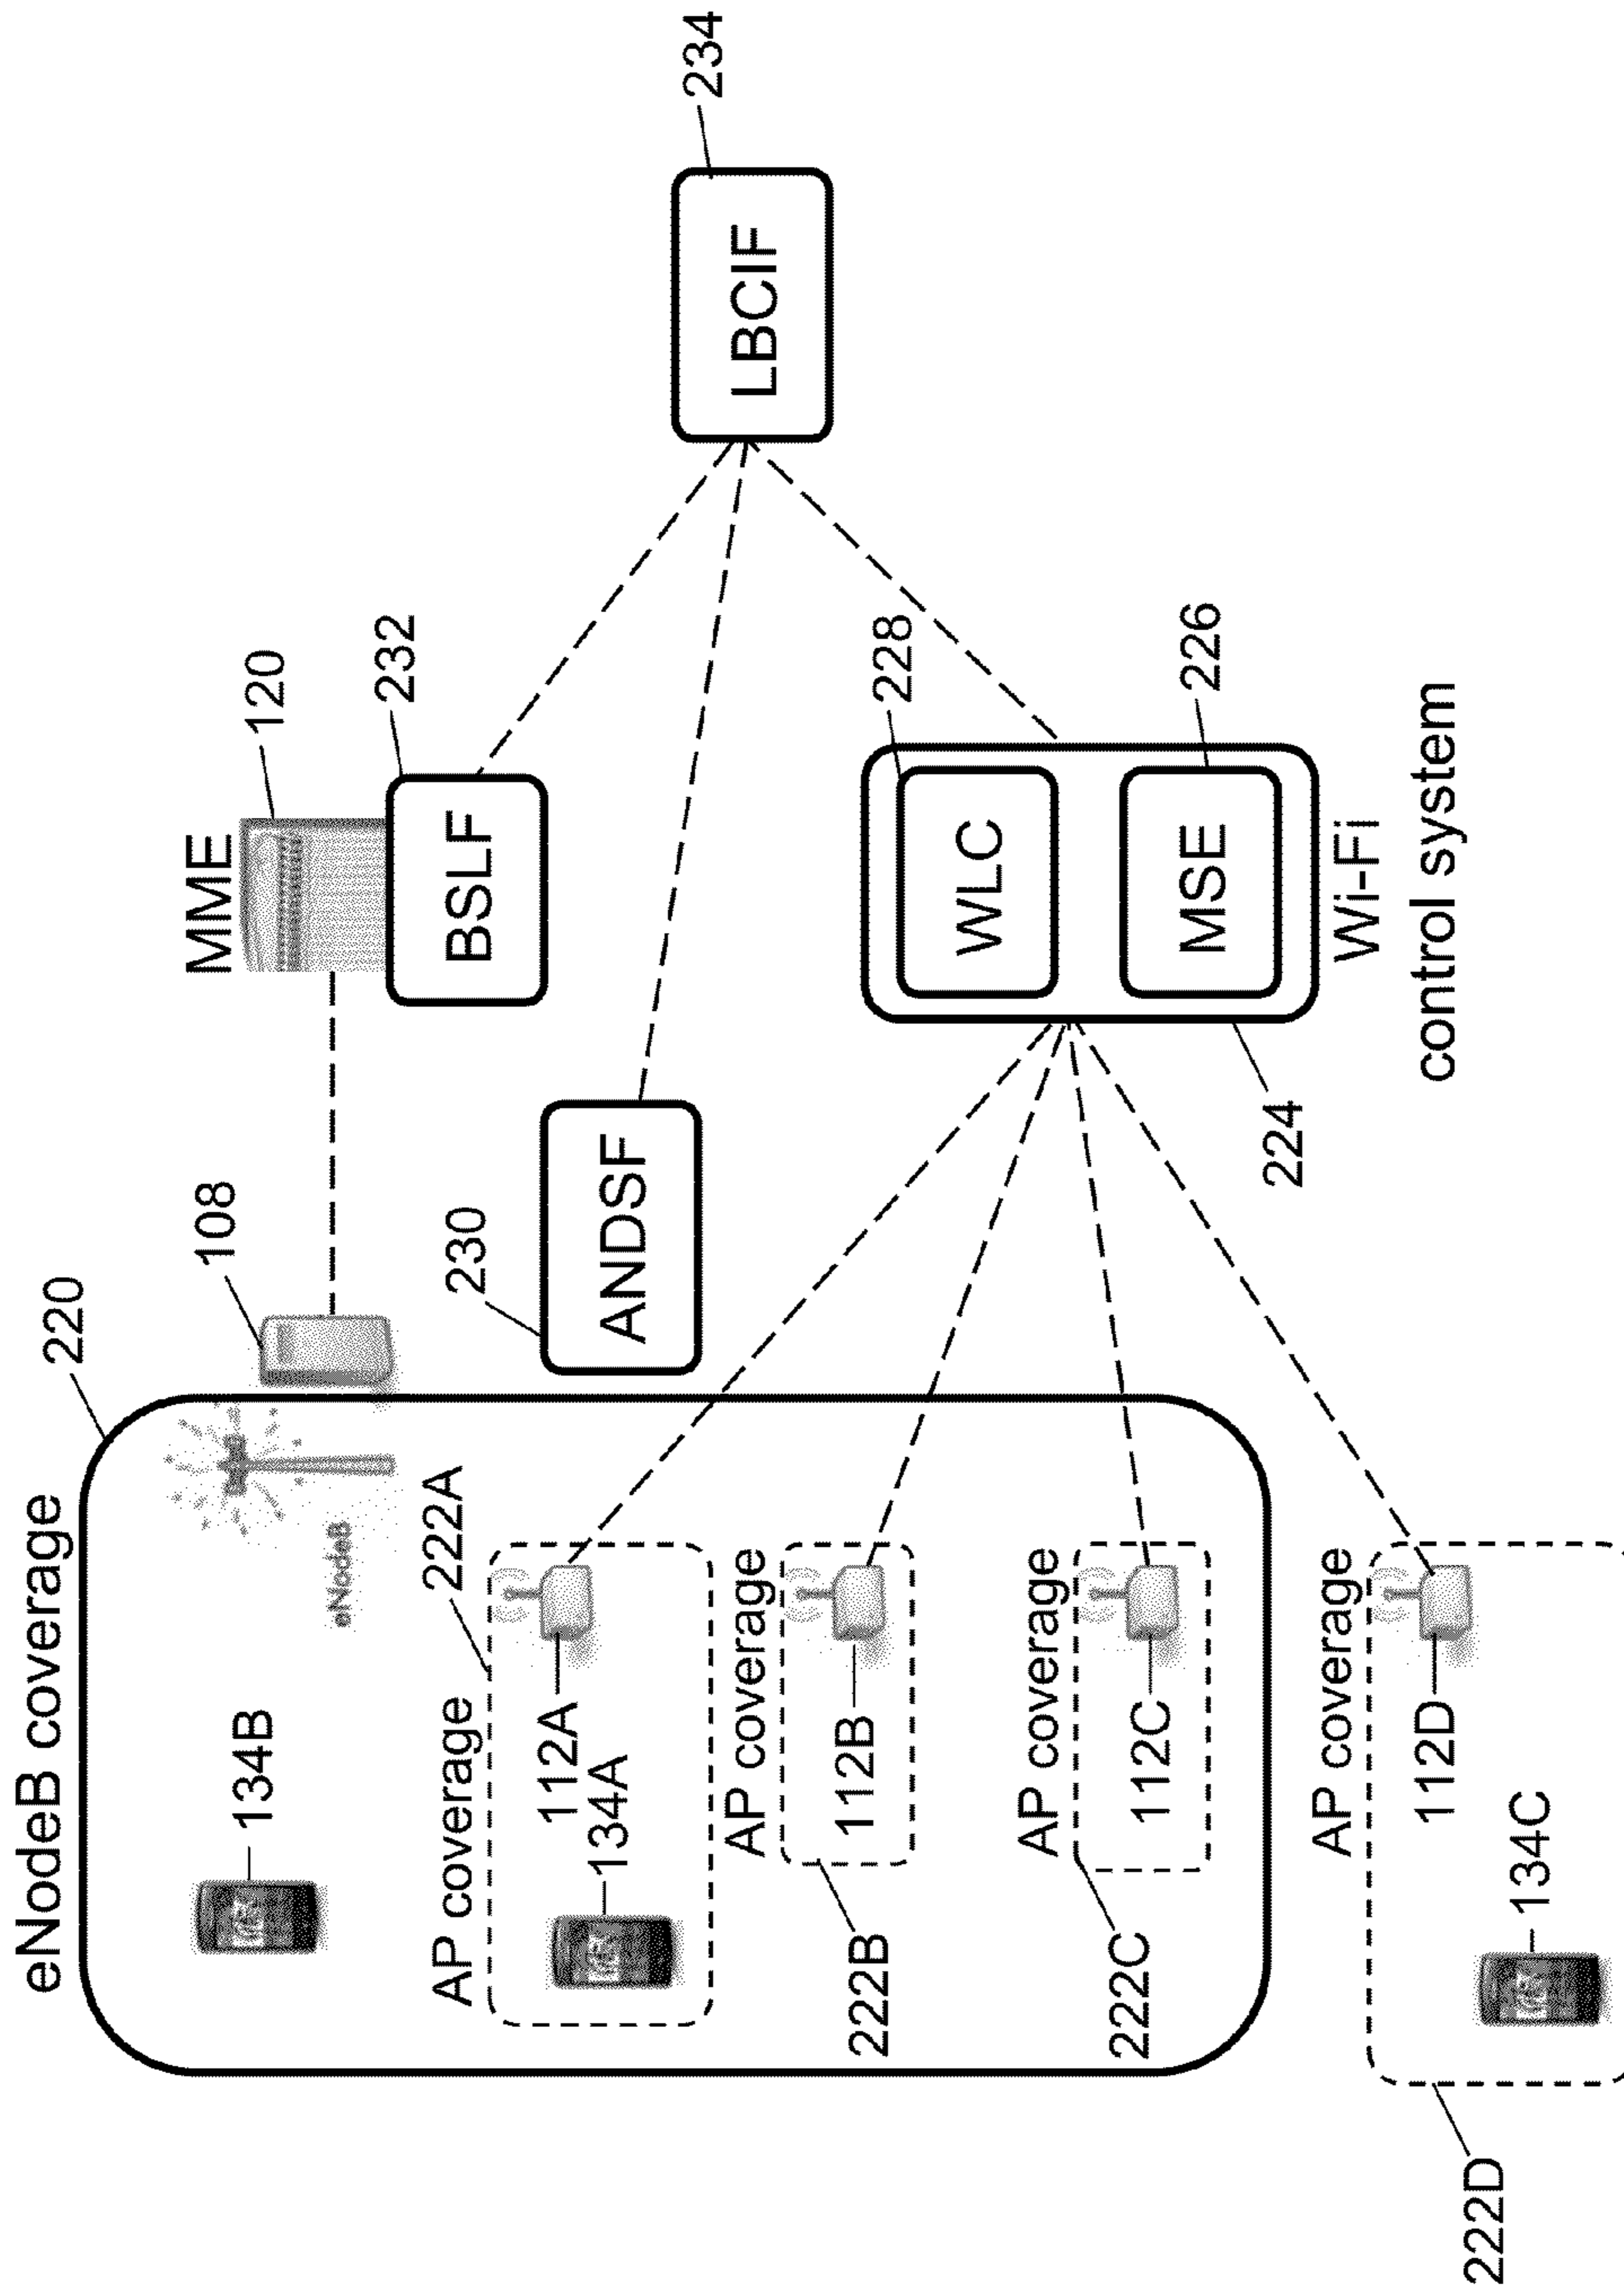 eNodeB coverage
220
134B
eNodeB
108
MME
120
BSLF
232
AP coverage
222A
112A
134A
230
ANDSF
LBCIF
234
AP coverage
112B
222B
AP coverage
112C
222C
WLC
228
MSE
226
224
Wi-Fi
control system
AP coverage
112D
134C
222D